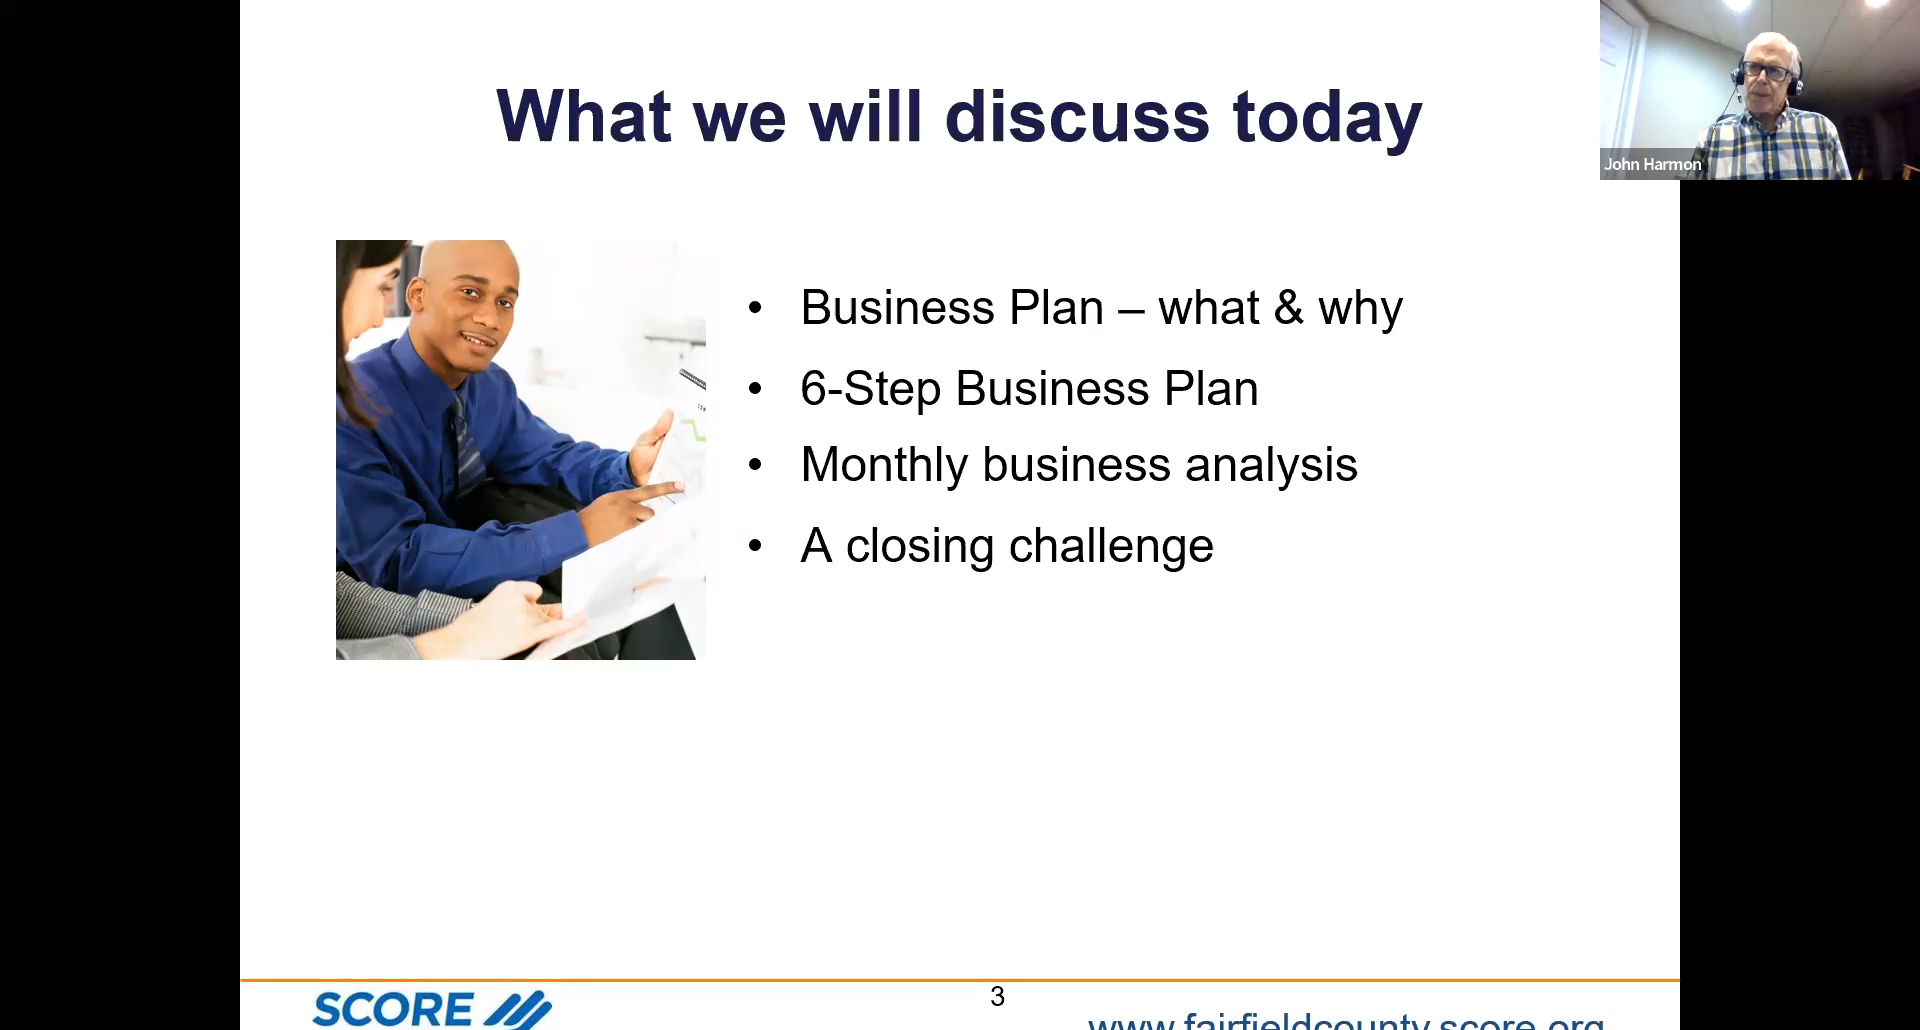 What we will discuss today
John Harmon
• Business Plan – what & why
• 6-Step Business Plan
• Monthly business analysis
• A closing challenge
3
SCORE
www.fairfieldcounty.score.org